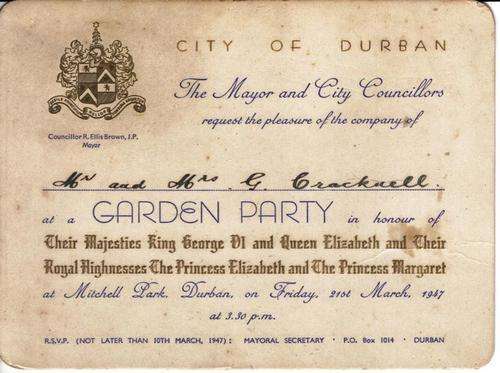 CITY OF DURBAN
The Mayor and City Councillors
request the pleasure of the company of
Councillor R. Ellis Brown, J.P.
Mayor
Mr and Mrs. G. Cracknell.
at a GARDEN PARTY in honour of
Their Majesties King George VI and Queen Elizabeth and Their
Royal Highnesses The Princess Elizabeth and The Princess Margaret
at Mitchell Park, Durban, on Friday, 21st March, 1947
at 3.30 p.m.
R.S.V.P. (NOT LATER THAN 10TH MARCH, 1947): MAYORAL SECRETARY · P.O. Box 1014 · DURBAN